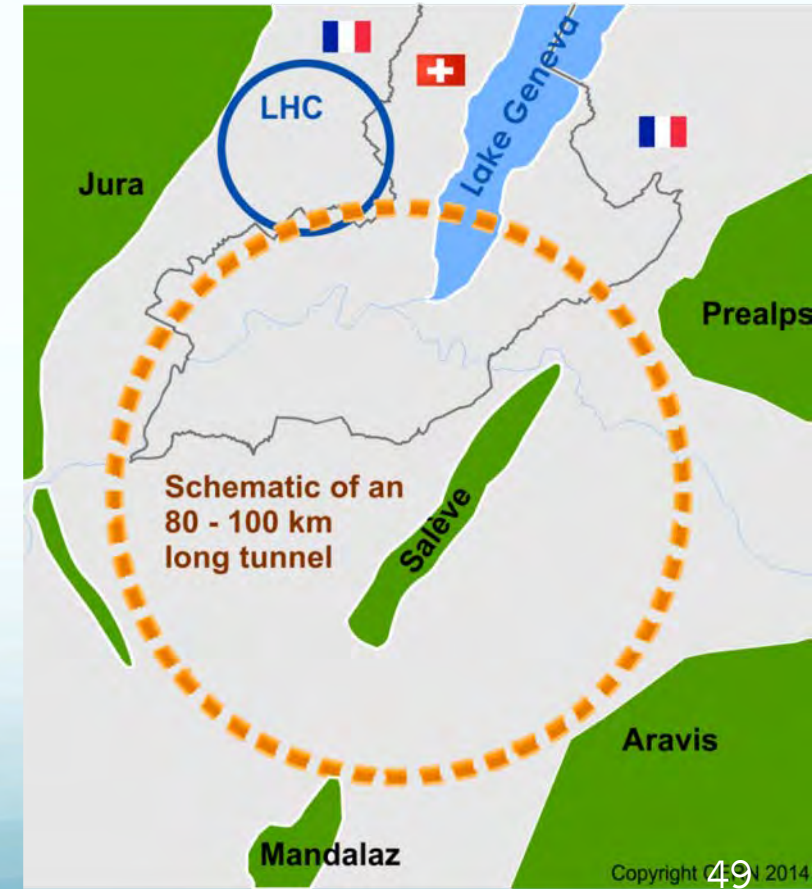 LHC
Lake Geneva
Jura
Prealps
Schematic of an
80 - 100 km
long tunnel
Salève
Aravis
Mandalaz
Copyright CERN 2014
49